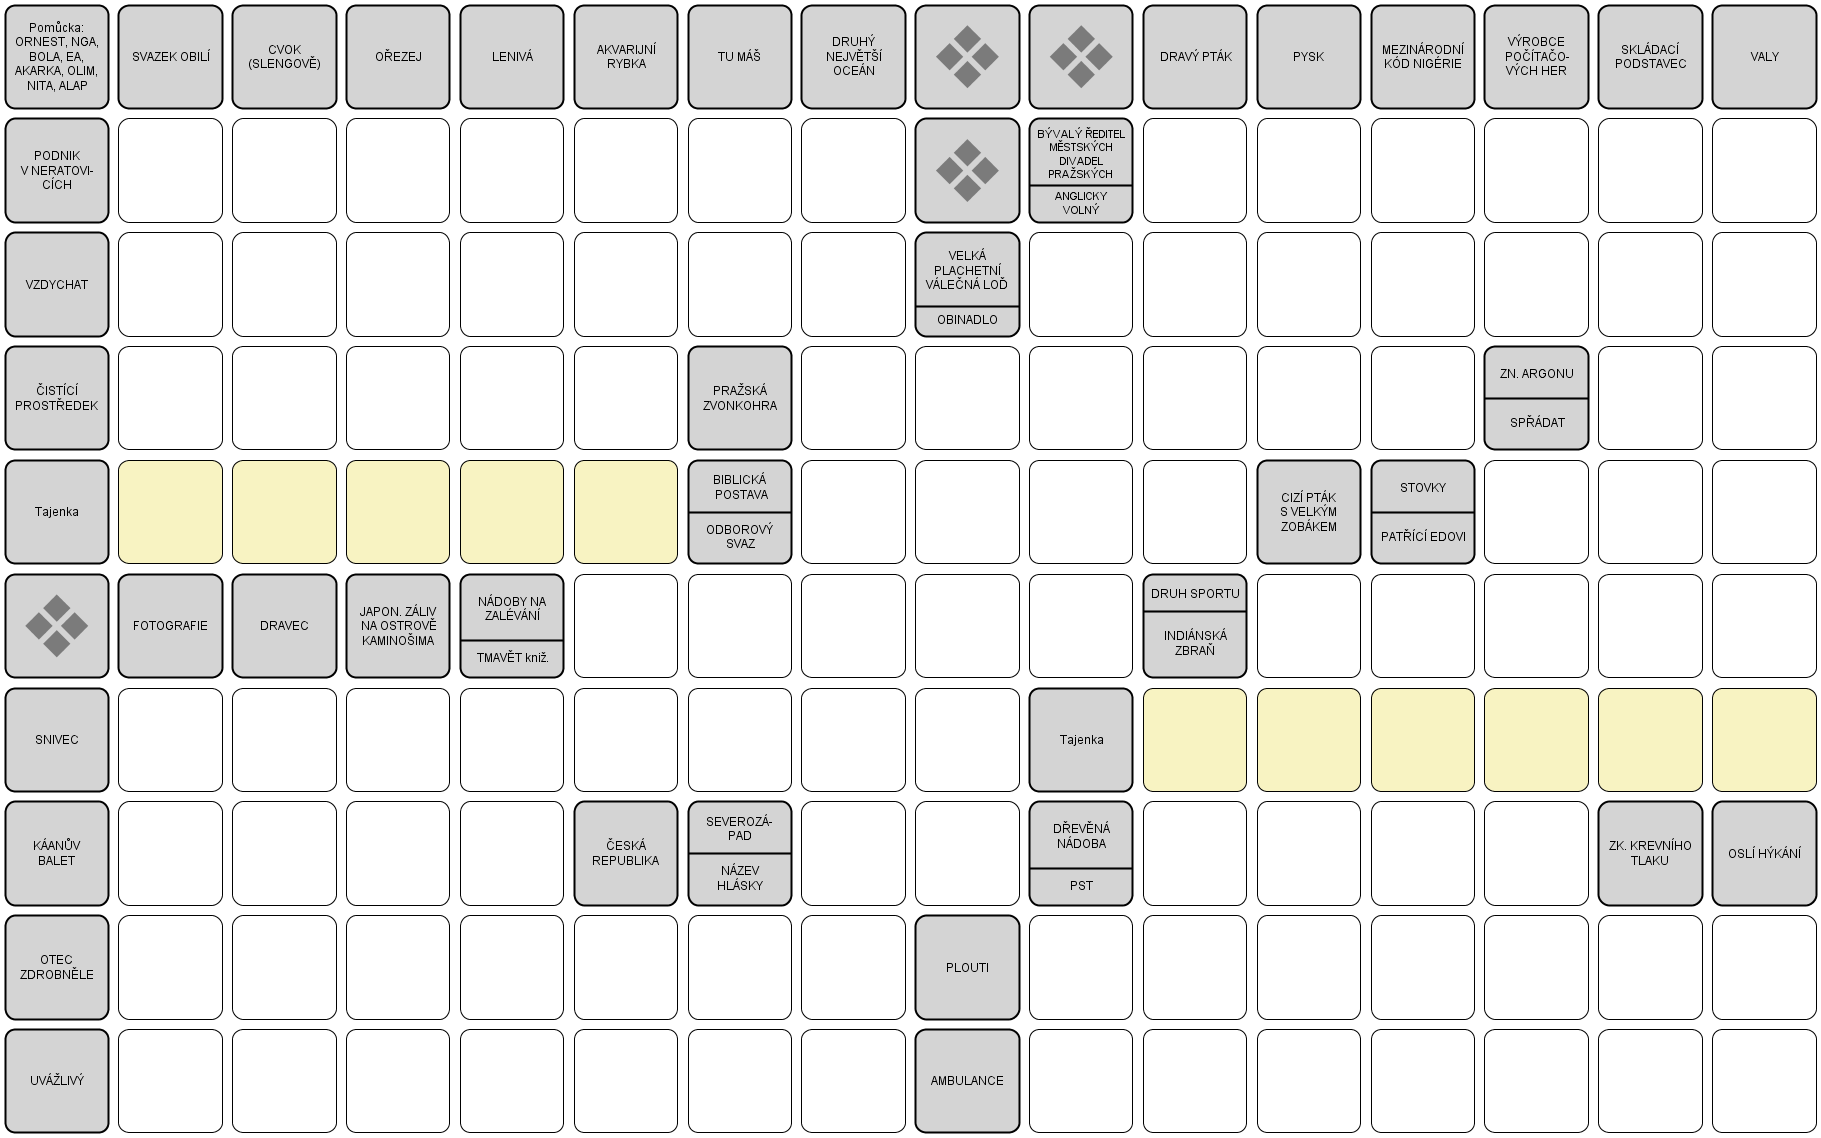 Pomůcka:
ORNEST, NGA,
BOLA, EA,
AKARKA, OLIM,
NITA, ALAP
SVAZEK OBILÍ
CVOK
(SLENGOVĚ)
OŘEZEJ
LENIVÁ
AKVARIJNÍ
RYBKA
TU MÁŠ
DRUHÝ
NEJVĚTŠÍ
OCEÁN
DRAVÝ PTÁK
PYSK
MEZINÁRODNÍ
KÓD NIGÉRIE
VÝROBCE
POČÍTAČO-
VÝCH HER
SKLÁDACÍ
PODSTAVEC
VALY
PODNIK
V NERATOVI-
CÍCH
BÝVALÝ ŘEDITEL
MĚSTSKÝCH
DIVADEL
PRAŽSKÝCH
ANGLICKY
VOLNÝ
VZDYCHAT
VELKÁ
PLACHETNÍ
VÁLEČNÁ LOĎ
OBINADLO
ČISTÍCÍ
PROSTŘEDEK
PRAŽSKÁ
ZVONKOHRA
ZN. ARGONU
SPŘÁDAT
Tajenka
BIBLICKÁ
POSTAVA
ODBOROVÝ
SVAZ
CIZÍ PTÁK
S VELKÝM
ZOBÁKEM
STOVKY
PATŘÍCÍ EDOVI
FOTOGRAFIE
DRAVEC
JAPON. ZÁLIV
NA OSTROVĚ
KAMINOŠIMA
NÁDOBY NA
ZALÉVÁNÍ
TMAVĚT kniž.
DRUH SPORTU
INDIÁNSKÁ
ZBRAŇ
SNIVEC
Tajenka
KÁANŮV
BALET
ČESKÁ
REPUBLIKA
SEVEROZÁ-
PAD
NÁZEV
HLÁSKY
DŘEVĚNÁ
NÁDOBA
PST
ZK. KREVNÍHO
TLAKU
OSLÍ HÝKÁNÍ
OTEC
ZDROBNĚLE
PLOUTI
UVÁŽLIVÝ
AMBULANCE